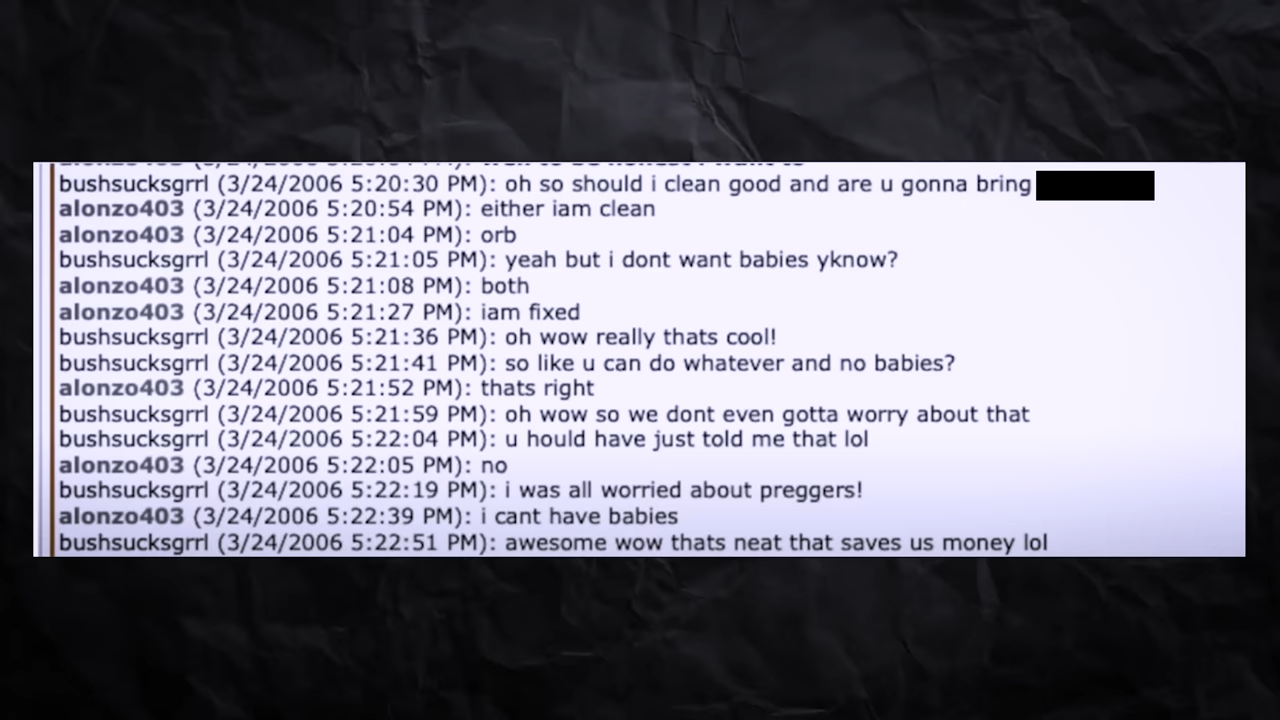 bushsucksgrrl (3/24/2006 5:20:30 PM): oh so should i clean good and are u gonna bring
alonzo403 (3/24/2006 5:20:54 PM): either iam clean
alonzo403 (3/24/2006 5:21:04 PM): orb
bushsucksgrrl (3/24/2006 5:21:05 PM): yeah but i dont want babies yknow?
alonzo403 (3/24/2006 5:21:08 PM): both
alonzo403 (3/24/2006 5:21:27 PM): iam fixed
bushsucksgrrl (3/24/2006 5:21:36 PM): oh wow really thats cool!
bushsucksgrrl (3/24/2006 5:21:41 PM): so like u can do whatever and no babies?
alonzo403 (3/24/2006 5:21:52 PM): thats right
bushsucksgrrl (3/24/2006 5:21:59 PM): oh wow so we dont even gotta worry about that
bushsucksgrrl (3/24/2006 5:22:04 PM): u hould have just told me that lol
alonzo403 (3/24/2006 5:22:05 PM): no
bushsucksgrrl (3/24/2006 5:22:19 PM): i was all worried about preggers!
alonzo403 (3/24/2006 5:22:39 PM): i cant have babies
bushsucksgrrl (3/24/2006 5:22:51 PM): awesome wow thats neat that saves us money lol